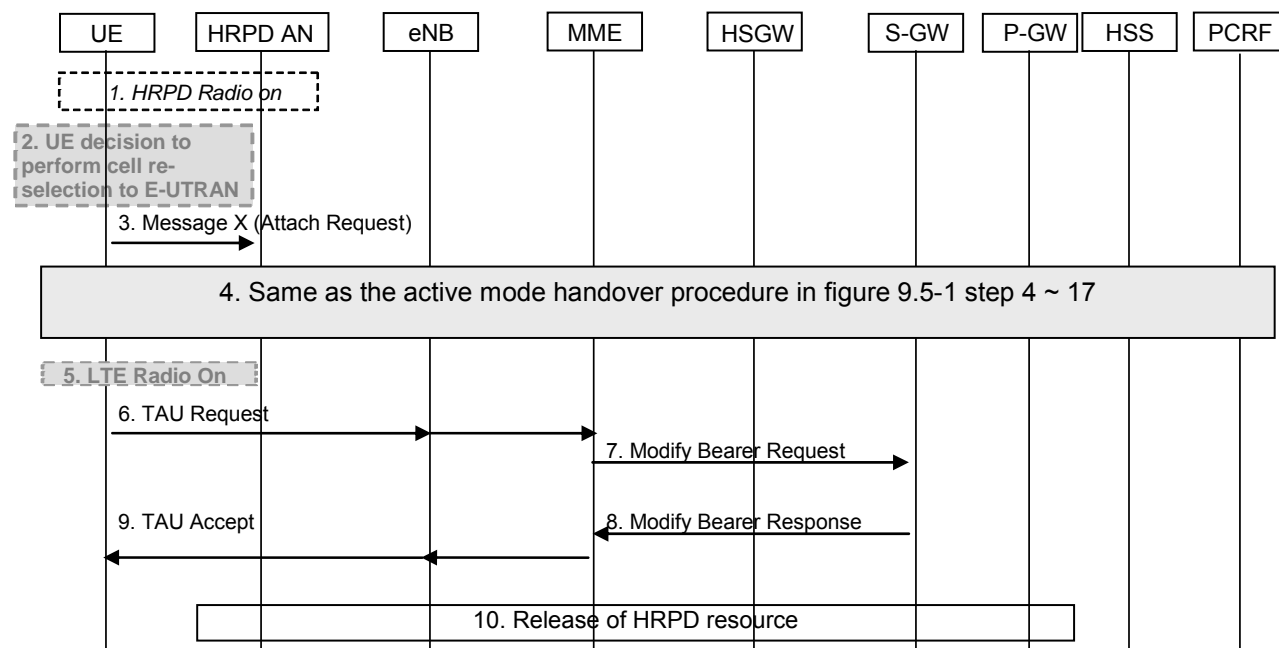 UE HRPD AN eNB MME HSGW S-GW P-GW HSS PCRF
1. HRPD Radio on
2. UE decision to
perform cell re-
selection to E-UTRAN
3. Message X (Attach Request)
4. Same as the active mode handover procedure in figure 9.5-1 step 4 ~ 17
5. LTE Radio On
6. TAU Request
7. Modify Bearer Request
9. TAU Accept
8. Modify Bearer Response
10. Release of HRPD resource